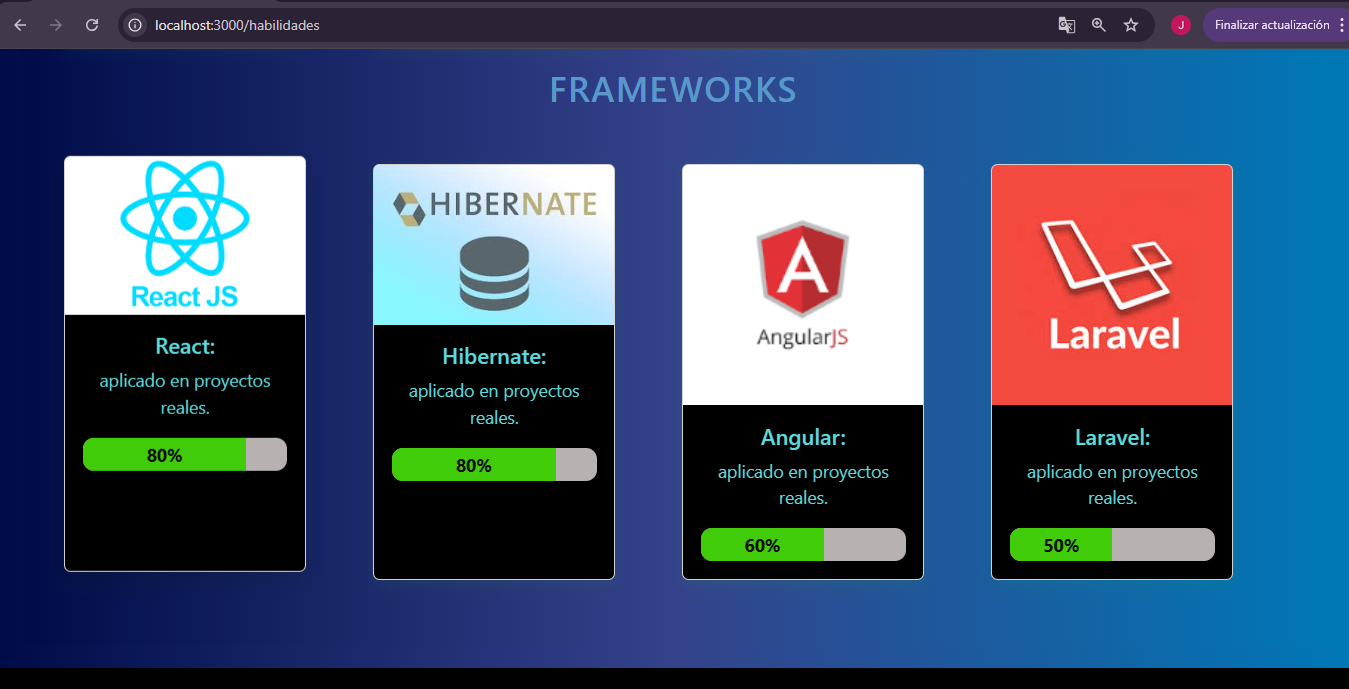 localhost:3000/habilidades
J
Finalizar actualización
FRAMEWORKS
React JS
React:
aplicado en proyectos
reales.
80%
HIBERNATE
Hibernate:
aplicado en proyectos
reales.
80%
A
AngularJS
Angular:
aplicado en proyectos
reales.
60%
Laravel
Laravel:
aplicado en proyectos
reales.
50%